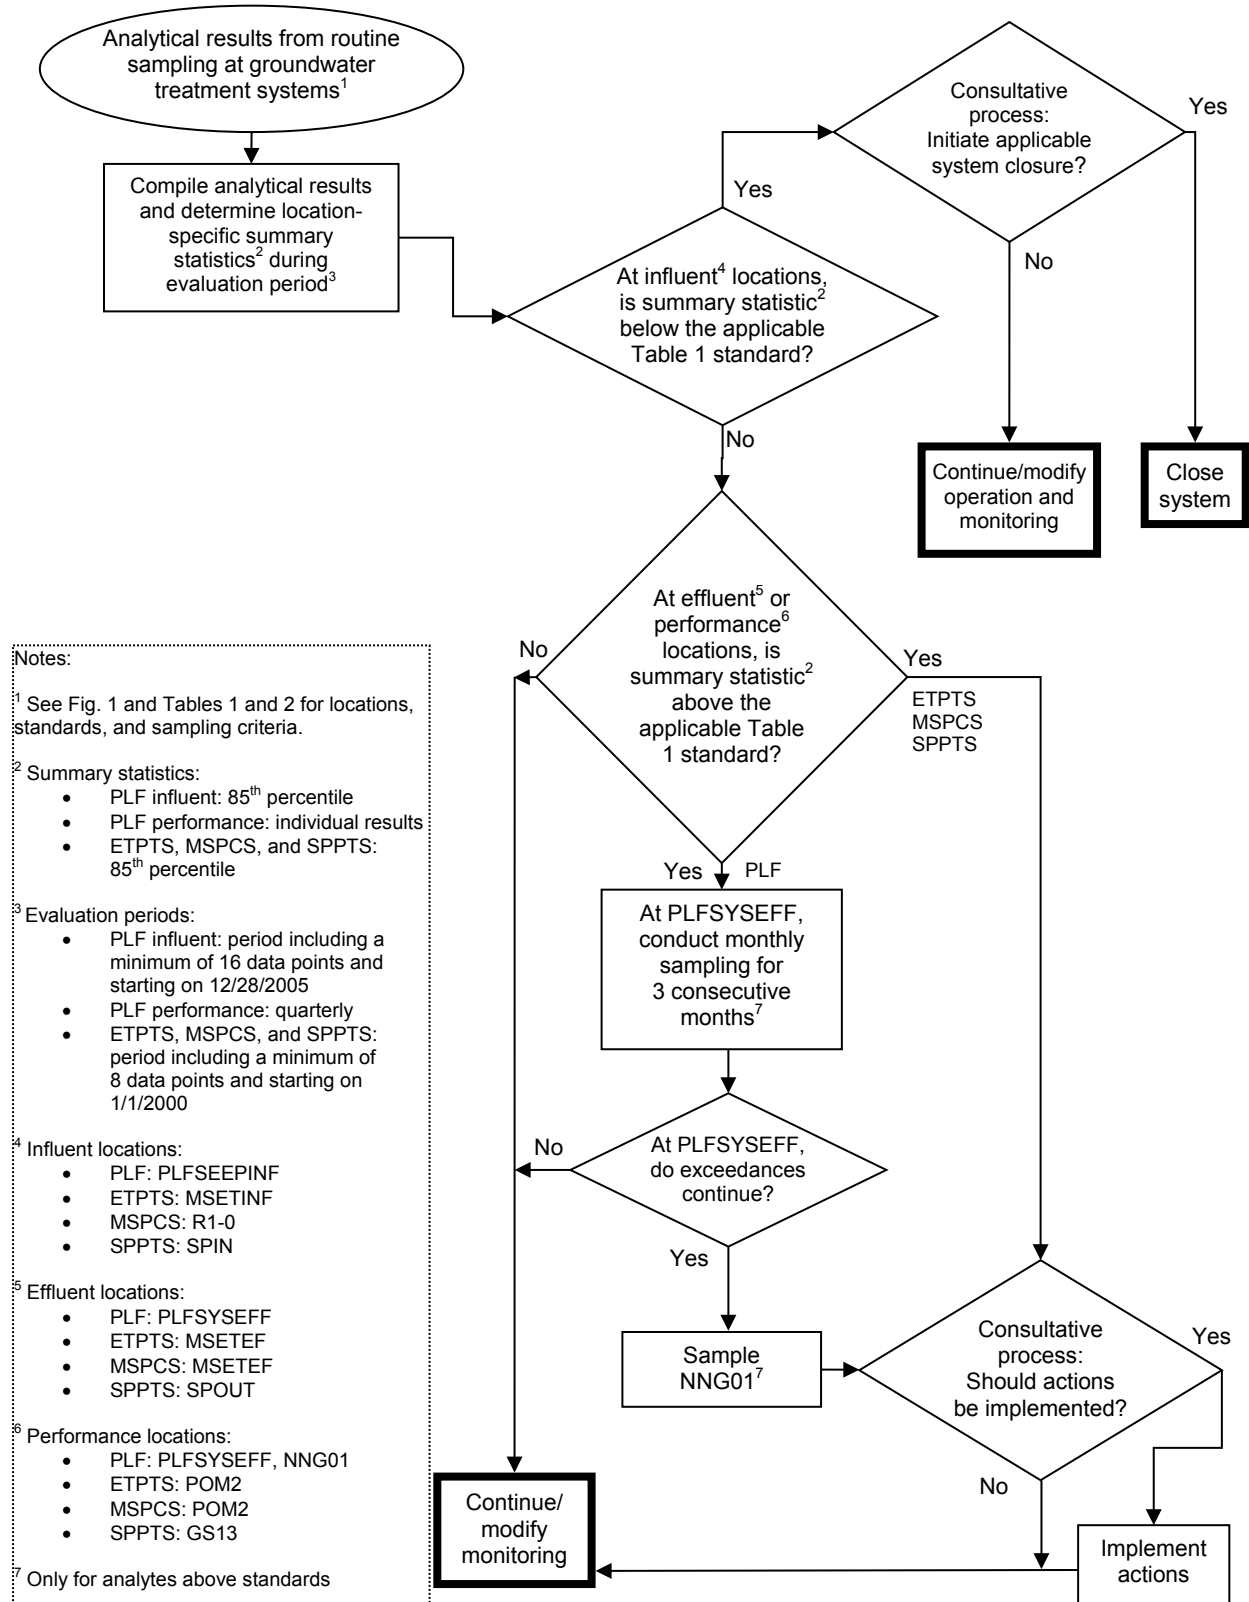 Analytical results from routine
sampling at groundwater
treatment systems¹
Compile analytical results
and determine location-
specific summary
statistics² during
evaluation period³
At influent⁴ locations,
is summary statistic²
below the applicable
Table 1 standard?
Yes
No
Consultative
process:
Initiate applicable
system closure?
Yes
No
Continue/modify
operation and
monitoring
Close
system
At effluent⁵ or
performance⁶
locations, is
summary statistic²
above the
applicable Table
1 standard?
No
Yes
ETPTS
MSPCS
SPPTS
Yes
PLF
At PLFSYSEFF,
conduct monthly
sampling for
3 consecutive
months⁷
At PLFSYSEFF,
do exceedances
continue?
No
Yes
Sample
NNG01⁷
Consultative
process:
Should actions
be implemented?
Yes
No
Implement
actions
Continue/
modify
monitoring
Notes:
¹ See Fig. 1 and Tables 1 and 2 for locations,
standards, and sampling criteria.
² Summary statistics:
• PLF influent: 85th percentile
• PLF performance: individual results
• ETPTS, MSPCS, and SPPTS:
85th percentile
³ Evaluation periods:
• PLF influent: period including a
minimum of 16 data points and
starting on 12/28/2005
• PLF performance: quarterly
• ETPTS, MSPCS, and SPPTS:
period including a minimum of
8 data points and starting on
1/1/2000
⁴ Influent locations:
• PLF: PLFSEEPINF
• ETPTS: MSETINF
• MSPCS: R1-0
• SPPTS: SPIN
⁵ Effluent locations:
• PLF: PLFSYSEFF
• ETPTS: MSETEF
• MSPCS: MSETEF
• SPPTS: SPOUT
⁶ Performance locations:
• PLF: PLFSYSEFF, NNG01
• ETPTS: POM2
• MSPCS: POM2
• SPPTS: GS13
⁷ Only for analytes above standards